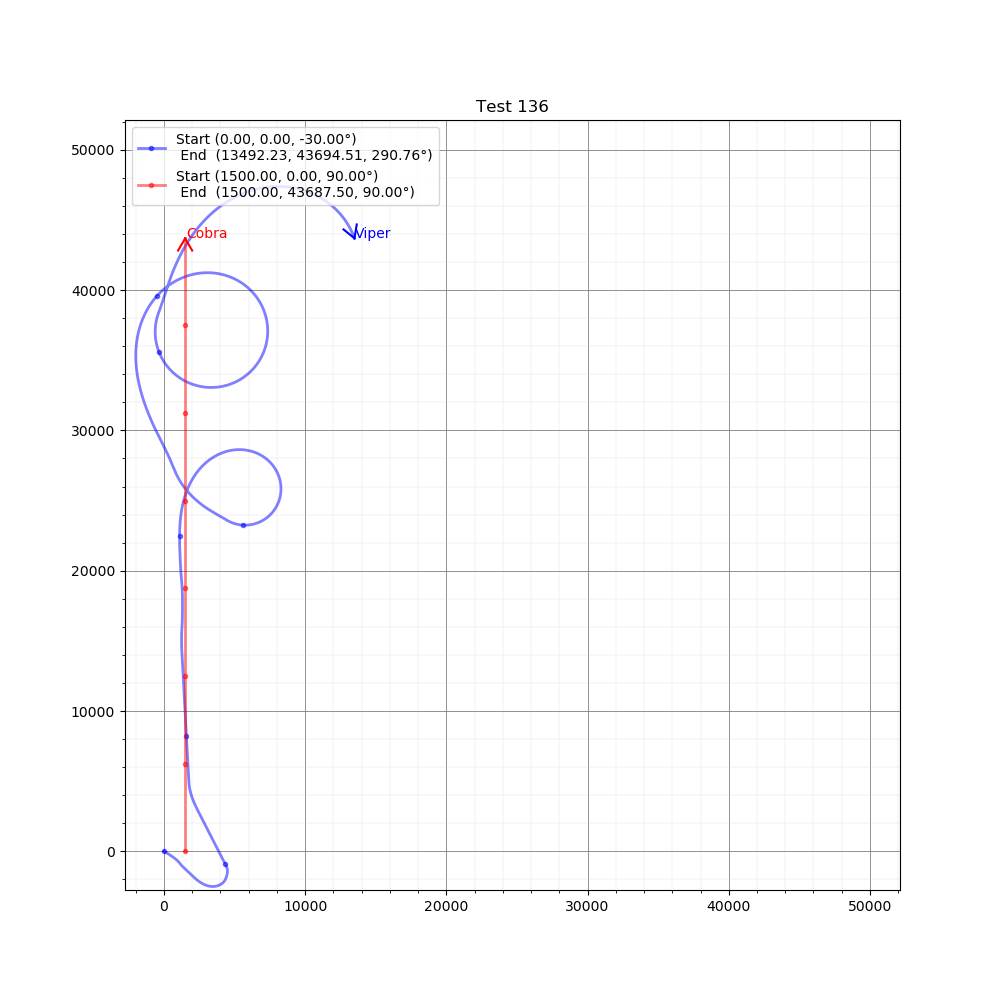 Test 136
Start (0.00, 0.00, -30.00°)
End  (13492.23, 43694.51, 290.76°)
Start (1500.00, 0.00, 90.00°)
End  (1500.00, 43687.50, 90.00°)
Cobra
Viper
50000
40000
30000
20000
10000
0
0
10000
20000
30000
40000
50000